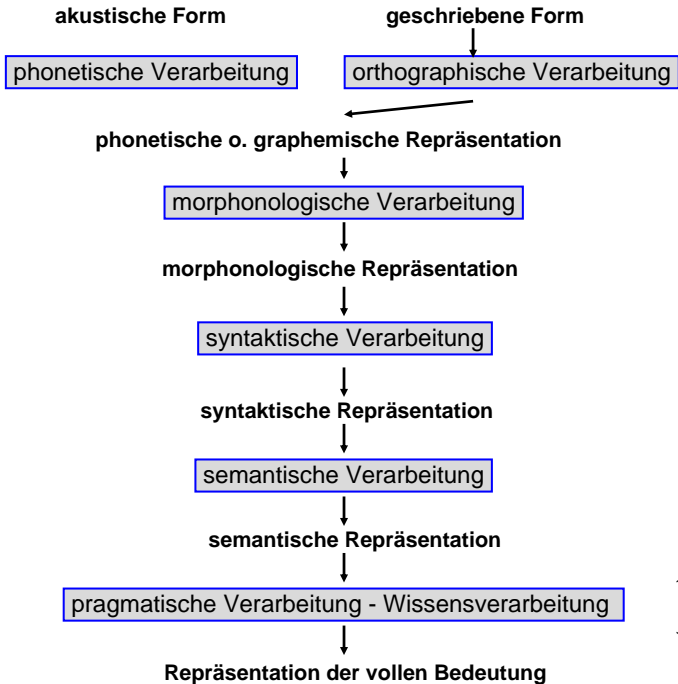 akustische Form
geschriebene Form
phonetische Verarbeitung
orthographische Verarbeitung
phonetische o. graphemische Repräsentation
morphonologische Verarbeitung
morphonologische Repräsentation
syntaktische Verarbeitung
syntaktische Repräsentation
semantische Verarbeitung
semantische Repräsentation
pragmatische Verarbeitung - Wissensverarbeitung
Repräsentation der vollen Bedeutung